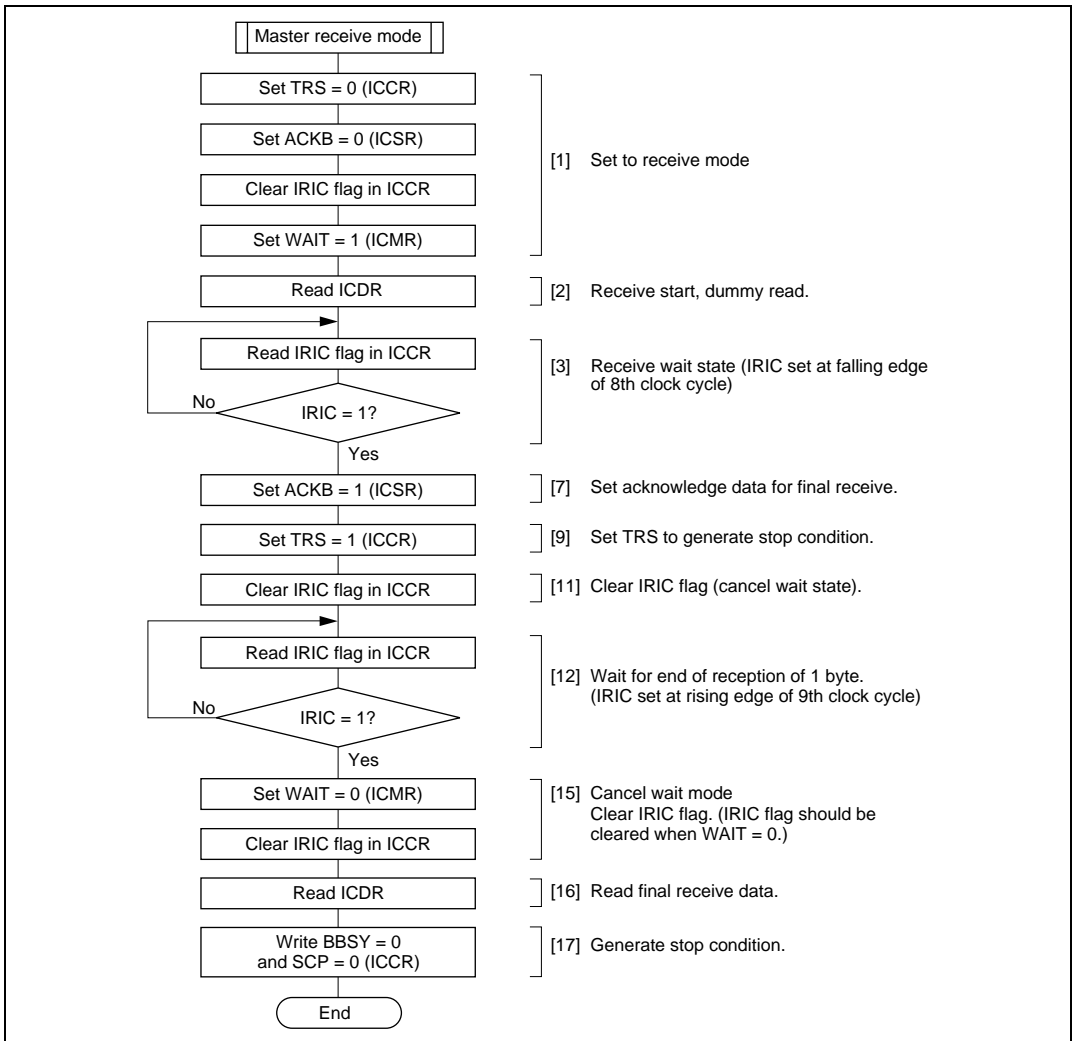 Master receive mode
Set TRS = 0 (ICCR)
Set ACKB = 0 (ICSR)
[1] Set to receive mode
Clear IRIC flag in ICCR
Set WAIT = 1 (ICMR)
Read ICDR
[2] Receive start, dummy read.
Read IRIC flag in ICCR
[3] Receive wait state (IRIC set at falling edge
of 8th clock cycle)
No
IRIC = 1?
Yes
Set ACKB = 1 (ICSR)
[7] Set acknowledge data for final receive.
Set TRS = 1 (ICCR)
[9] Set TRS to generate stop condition.
Clear IRIC flag in ICCR
[11] Clear IRIC flag (cancel wait state).
Read IRIC flag in ICCR
[12] Wait for end of reception of 1 byte.
(IRIC set at rising edge of 9th clock cycle)
No
IRIC = 1?
Yes
Set WAIT = 0 (ICMR)
[15] Cancel wait mode
Clear IRIC flag. (IRIC flag should be
cleared when WAIT = 0.)
Clear IRIC flag in ICCR
Read ICDR
[16] Read final receive data.
Write BBSY = 0
and SCP = 0 (ICCR)
[17] Generate stop condition.
End